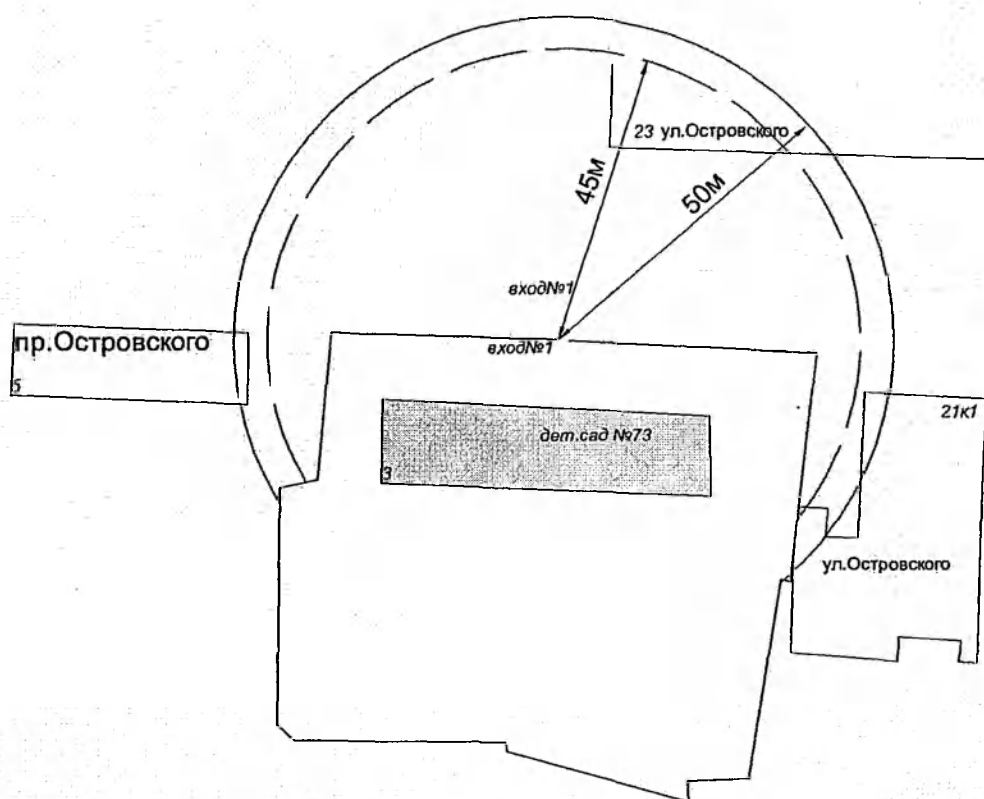 23 ул.Островского
45м
50м
вход№1
пр.Островского
вход№1
5
21к1
дет.сад №73
3
ул.Островского